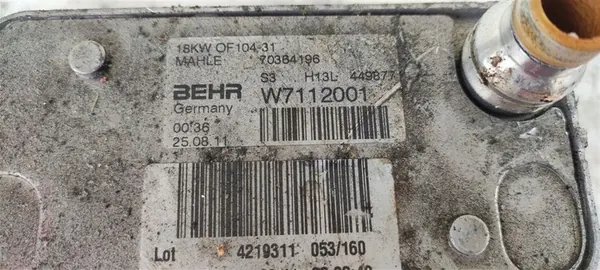 18KW OF104-31
MAHLE 70364196
S3 H13L 449877
BEHR W7112001
Germany
00:36
25.08.11
Lot 4219311 053/160